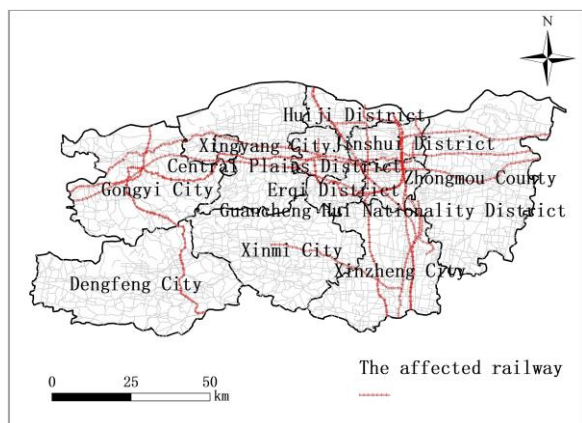 N
Huiji District
Xingyang City
Jinshui District
Central Plains District
Gongyi City
Erqi District
Zhongmou County
Guancheng Hui Nationality District
Xinmi City
Xinzheng City
Dengfeng City
The affected railway
0 25 50
km